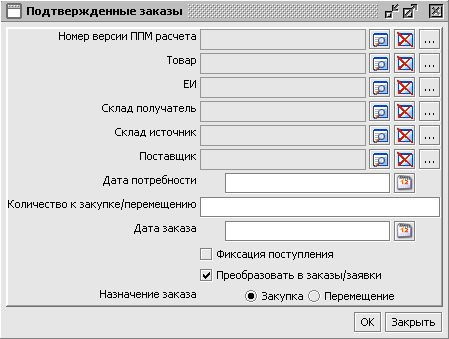 Подтвержденные заказы
Номер версии ППМ расчета ...
Товар ...
ЕИ ...
Склад получатель ...
Склад источник ...
Поставщик ...
Дата потребности 12
Количество к закупке/перемещению
Дата заказа 12
Фиксация поступления
Преобразовать в заказы/заявки
Назначение заказа Закупка Перемещение
OK Закрыть